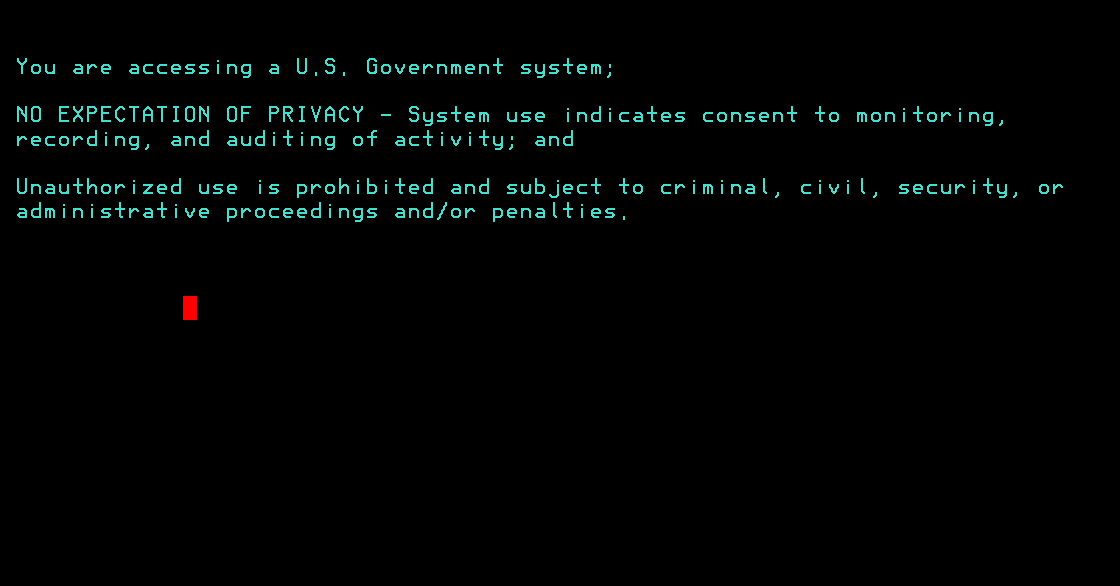 You are accessing a U.S. Government system;
NO EXPECTATION OF PRIVACY - System use indicates consent to monitoring,
recording, and auditing of activity; and
Unauthorized use is prohibited and subject to criminal, civil, security, or
administrative proceedings and/or penalties.